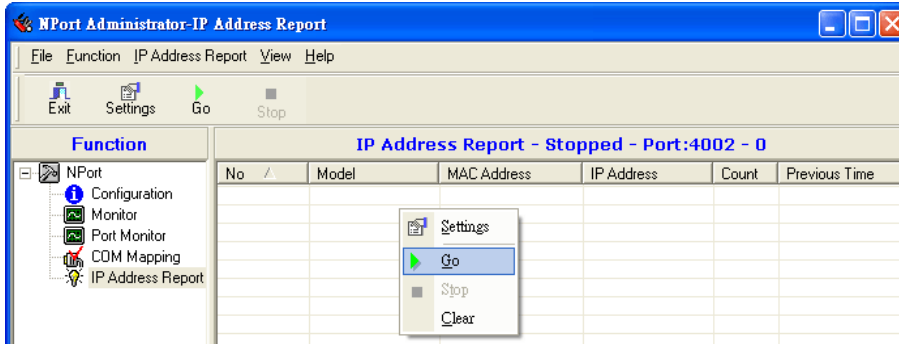 NPort Administrator-IP Address Report
File Function IP Address Report View Help
Exit Settings Go Stop
Function
IP Address Report - Stopped - Port:4002 - 0
NPort
Configuration
Monitor
Port Monitor
COM Mapping
IP Address Report
No Model MAC Address IP Address Count Previous Time
Settings
Go
Stop
Clear